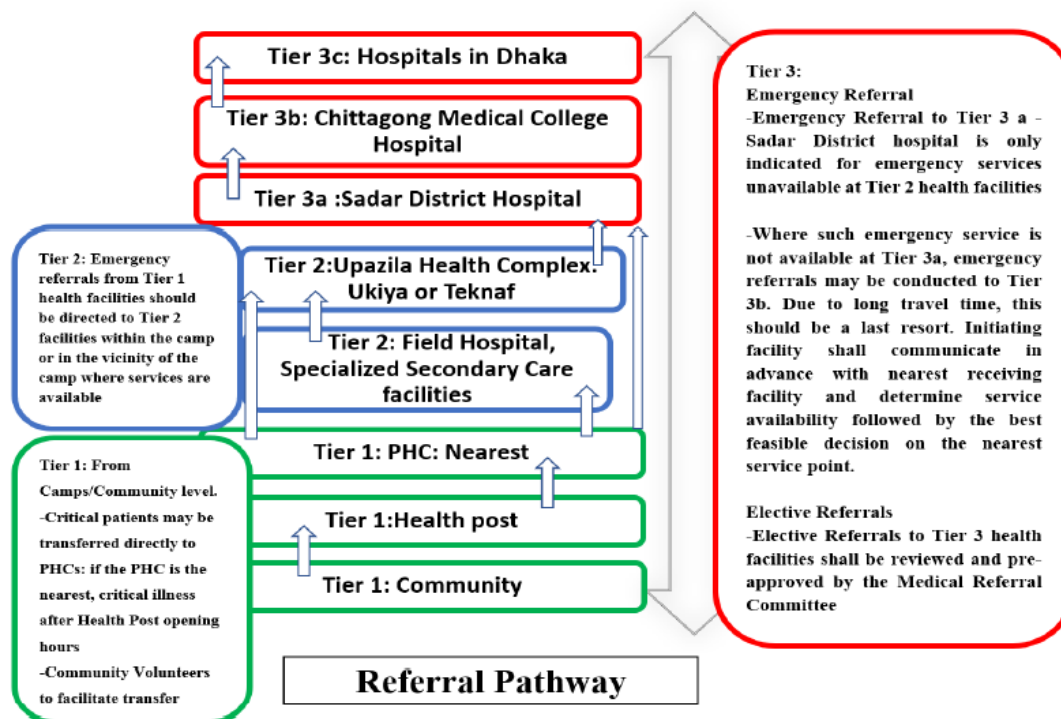 Tier 3c: Hospitals in Dhaka
Tier 3b: Chittagong Medical College
Hospital
Tier 3a :Sadar District Hospital
Tier 2:Upazila Health Complex:
Ukiya or Teknaf
Tier 2: Field Hospital,
Specialized Secondary Care
facilities
Tier 1: PHC: Nearest
Tier 1:Health post
Tier 1: Community
Tier 2: Emergency
referrals from Tier 1
health facilities should
be directed to Tier 2
facilities within the camp
or in the vicinity of the
camp where services are
available
Tier 1: From
Camps/Community level.
-Critical patients may be
transferred directly to
PHCs: if the PHC is the
nearest, critical illness
after Health Post opening
hours
-Community Volunteers
to facilitate transfer
Tier 3:
Emergency Referral
-Emergency Referral to Tier 3 a -
Sadar District hospital is only
indicated for emergency services
unavailable at Tier 2 health facilities
-Where such emergency service is
not available at Tier 3a, emergency
referrals may be conducted to Tier
3b. Due to long travel time, this
should be a last resort. Initiating
facility shall communicate in
advance with nearest receiving
facility and determine service
availability followed by the best
feasible decision on the nearest
service point.
Elective Referrals
-Elective Referrals to Tier 3 health
facilities shall be reviewed and pre-
approved by the Medical Referral
Committee
Referral Pathway